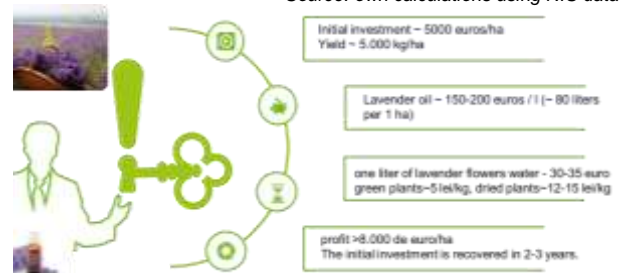 Source: own calculations using NIS data
Initial investment ~ 5000 euros/ha
Yield ~ 5.000 kg/ha
Lavender oil ~ 150-200 euros / l (~ 80 liters
per 1 ha)
one liter of lavender flowers water - 30-35 euro
green plants~5 lei/kg, dried plants~12-15 lei/kg
profit >8.000 de euro/ha
The initial investment is recovered in 2-3 years.